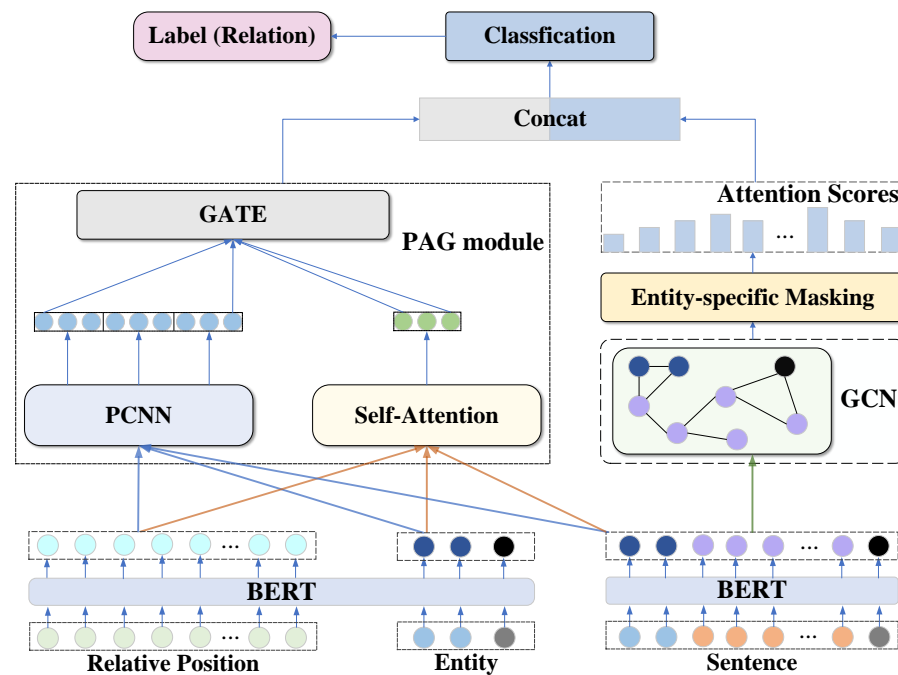 Label (Relation)
Classfication
Concat
GATE
PAG module
Attention Scores
...
Entity-specific Masking
PCNN
Self-Attention
GCN
...
...
BERT
BERT
...
...
Relative Position
Entity
Sentence